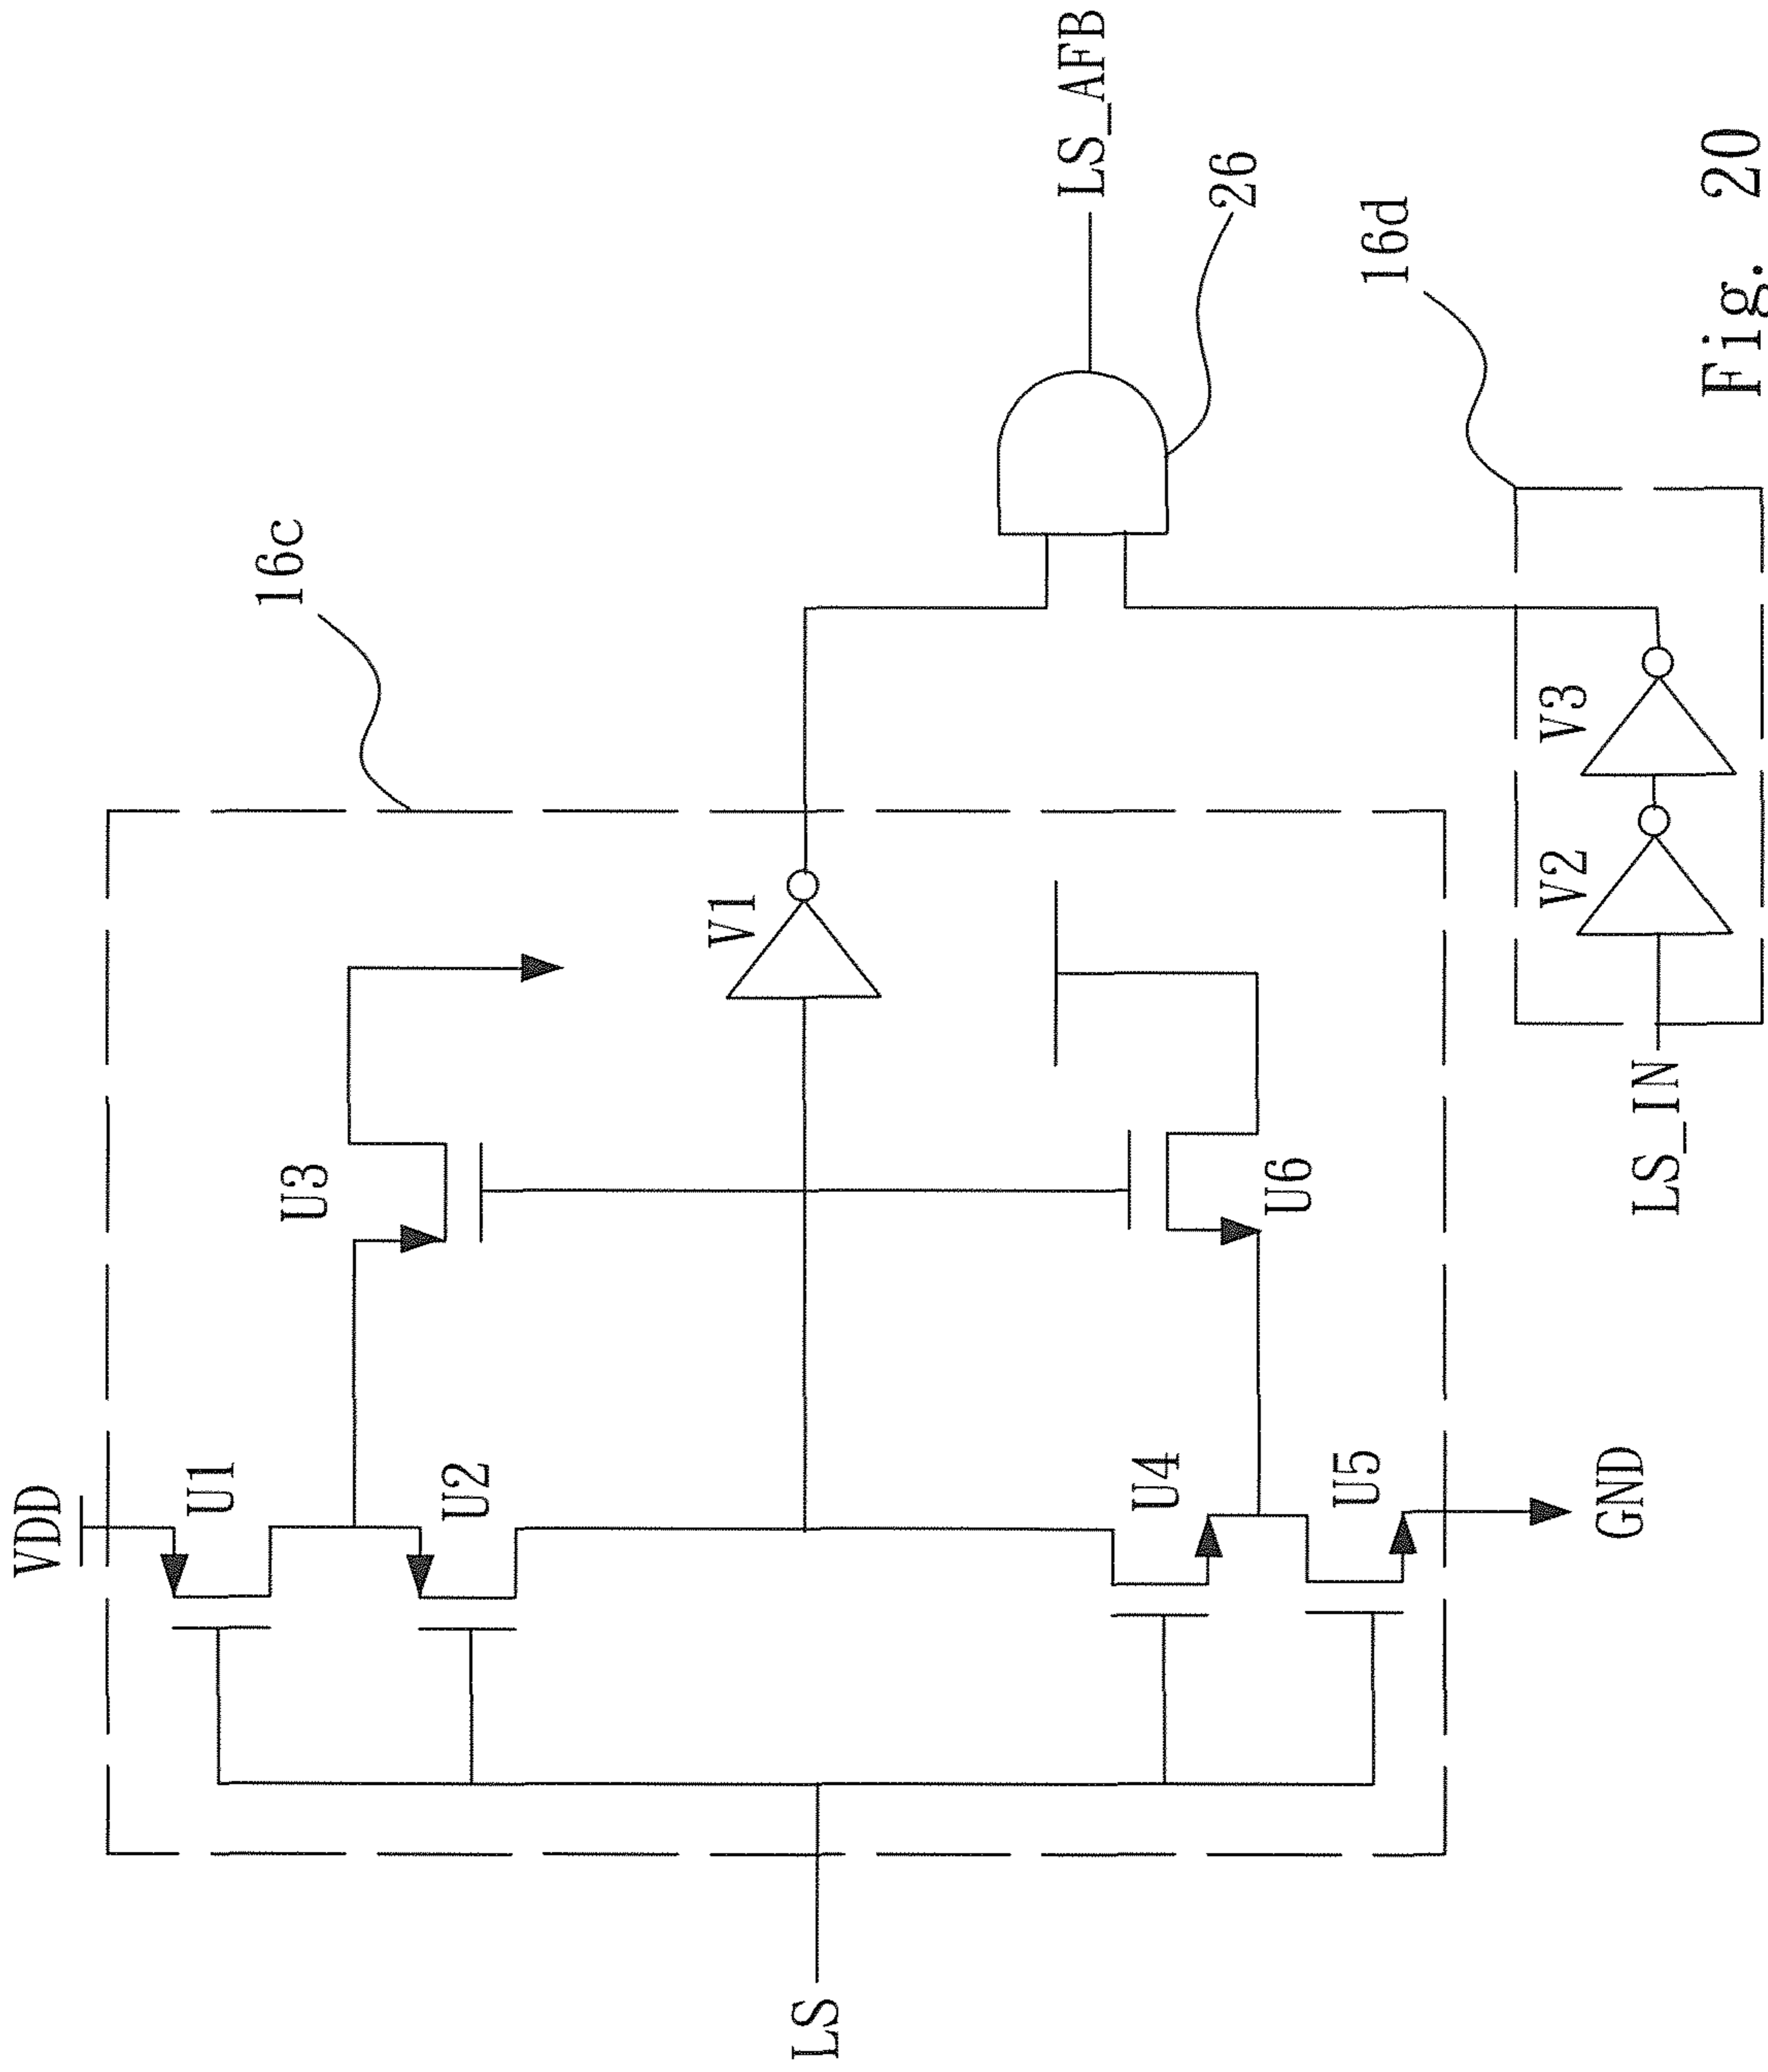 VDD
U1
U3
16c
U2
V1
LS
LS_AFB
26
U4
U6
U5
GND
16d
V2
V3
LS_IN
Fig. 20